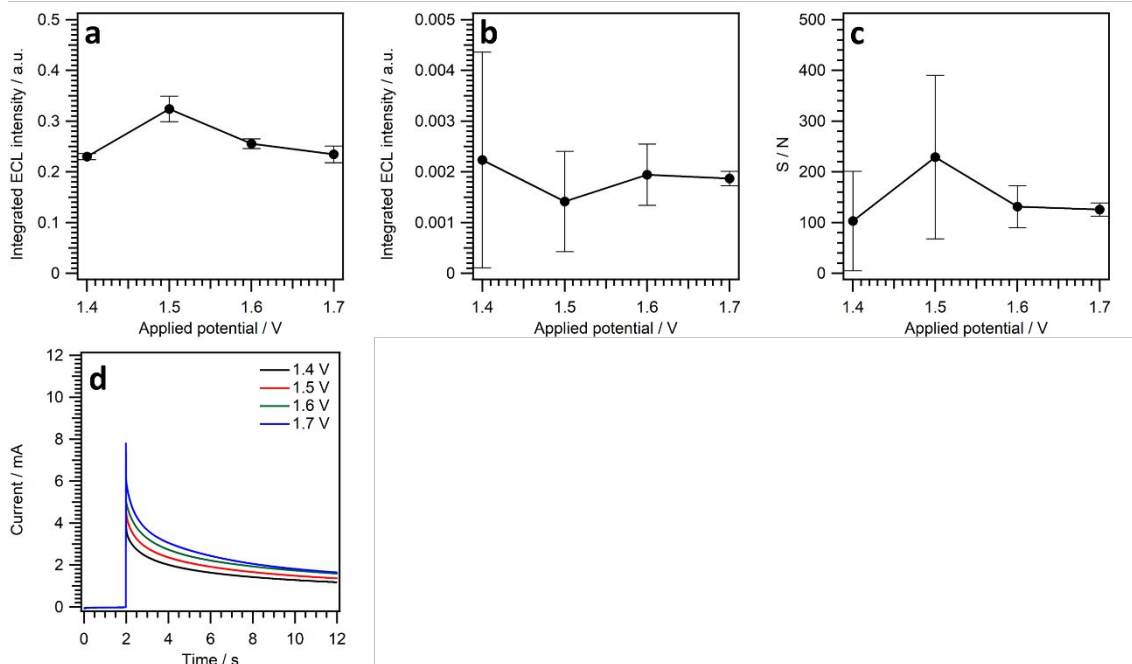 a
0.5
0.4
0.3
0.2
0.1
0
Integrated ECL intensity / a.u.
1.4 1.5 1.6 1.7
Applied potential / V
b
0.005
0.004
0.003
0.002
0.001
0
Integrated ECL intensity / a.u.
1.4 1.5 1.6 1.7
Applied potential / V
c
500
400
300
200
100
0
S / N
1.4 1.5 1.6 1.7
Applied potential / V
d
12
10
8
6
4
2
0
Current / mA
1.4 V
1.5 V
1.6 V
1.7 V
0 2 4 6 8 10 12
Time / s